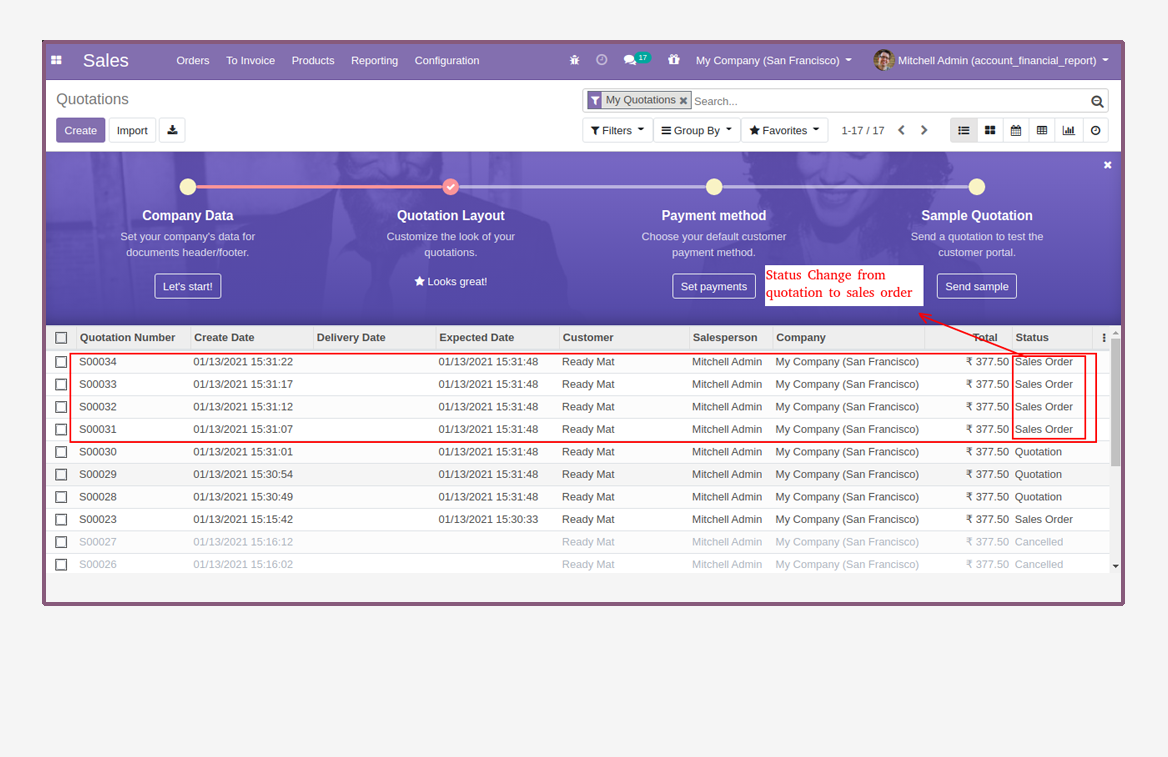 Sales Orders To Invoice Products Reporting Configuration 17 My Company (San Francisco) Mitchell Admin (account_financial_report)
Quotations My Quotations Search...
Create Import Filters Group By Favorites 1-17 / 17
Company Data Quotation Layout Payment method Sample Quotation
Set your company's data for Customize the look of your Choose your default customer Send a quotation to test the
documents header/footer. quotations. payment method. customer portal.
Status Change from
Let's start! Looks great! Set payments quotation to sales order Send sample
Quotation Number Create Date Delivery Date Expected Date Customer Salesperson Company Total Status
S00034 01/13/2021 15:31:22 01/13/2021 15:31:48 Ready Mat Mitchell Admin My Company (San Francisco) ₹ 377.50 Sales Order
S00033 01/13/2021 15:31:17 01/13/2021 15:31:48 Ready Mat Mitchell Admin My Company (San Francisco) ₹ 377.50 Sales Order
S00032 01/13/2021 15:31:12 01/13/2021 15:31:48 Ready Mat Mitchell Admin My Company (San Francisco) ₹ 377.50 Sales Order
S00031 01/13/2021 15:31:07 01/13/2021 15:31:48 Ready Mat Mitchell Admin My Company (San Francisco) ₹ 377.50 Sales Order
S00030 01/13/2021 15:31:01 01/13/2021 15:31:48 Ready Mat Mitchell Admin My Company (San Francisco) ₹ 377.50 Quotation
S00029 01/13/2021 15:30:54 01/13/2021 15:31:48 Ready Mat Mitchell Admin My Company (San Francisco) ₹ 377.50 Quotation
S00028 01/13/2021 15:30:49 01/13/2021 15:31:48 Ready Mat Mitchell Admin My Company (San Francisco) ₹ 377.50 Quotation
S00023 01/13/2021 15:15:42 01/13/2021 15:30:33 Ready Mat Mitchell Admin My Company (San Francisco) ₹ 377.50 Sales Order
S00027 01/13/2021 15:16:12 Ready Mat Mitchell Admin My Company (San Francisco) ₹ 377.50 Cancelled
S00026 01/13/2021 15:16:02 Ready Mat Mitchell Admin My Company (San Francisco) ₹ 377.50 Cancelled